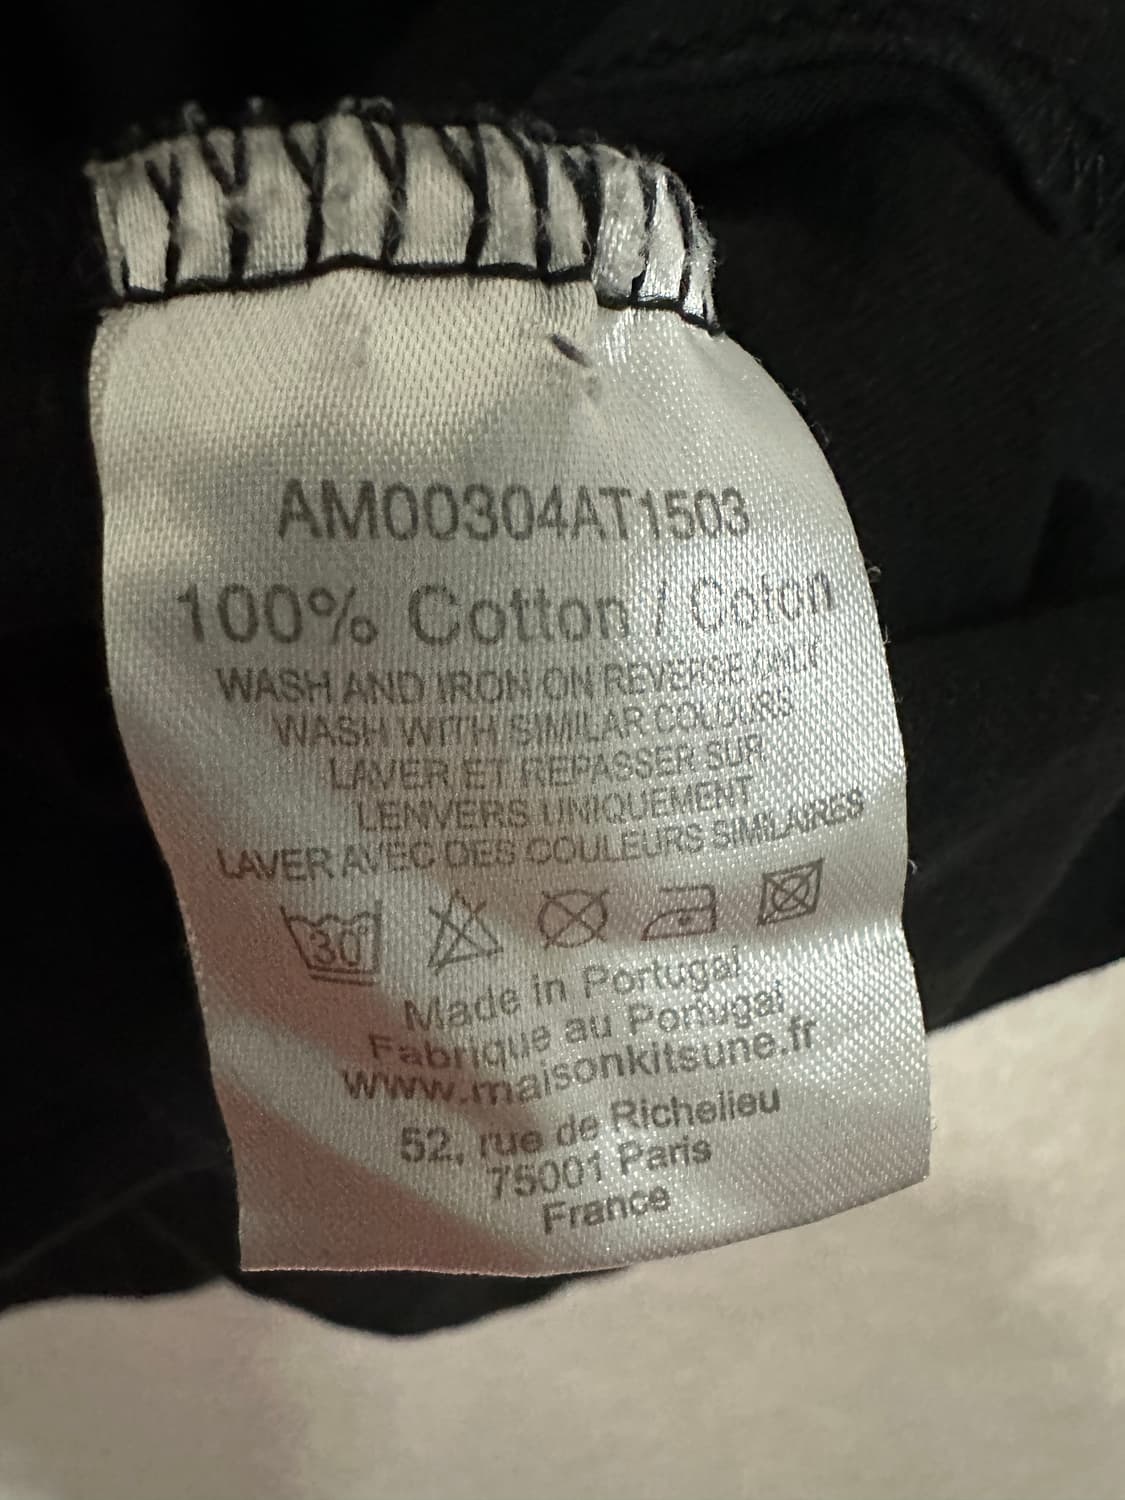 AM00304AT1503
100% Cotton / Coton
WASH AND IRON ON REVERSE ONLY
WASH WITH SIMILAR COLOURS
LAVER ET REPASSER SUR
LENVERS UNIQUEMENT
LAVER AVEC DES COULEURS SIMILAIRES
30°
Made in Portugal
Fabrique au Portugal
www.maisonkitsune.fr
52, rue de Richelieu
75001 Paris
France